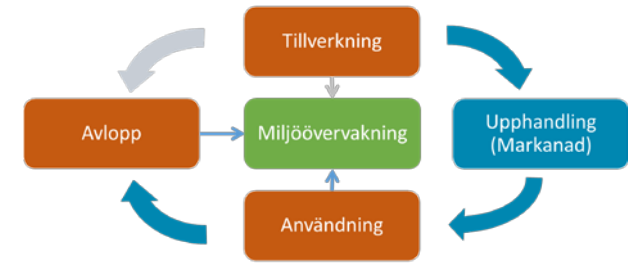 Tillverkning
Avlopp
Miljöövervakning
Upphandling
(Markanad)
Användning